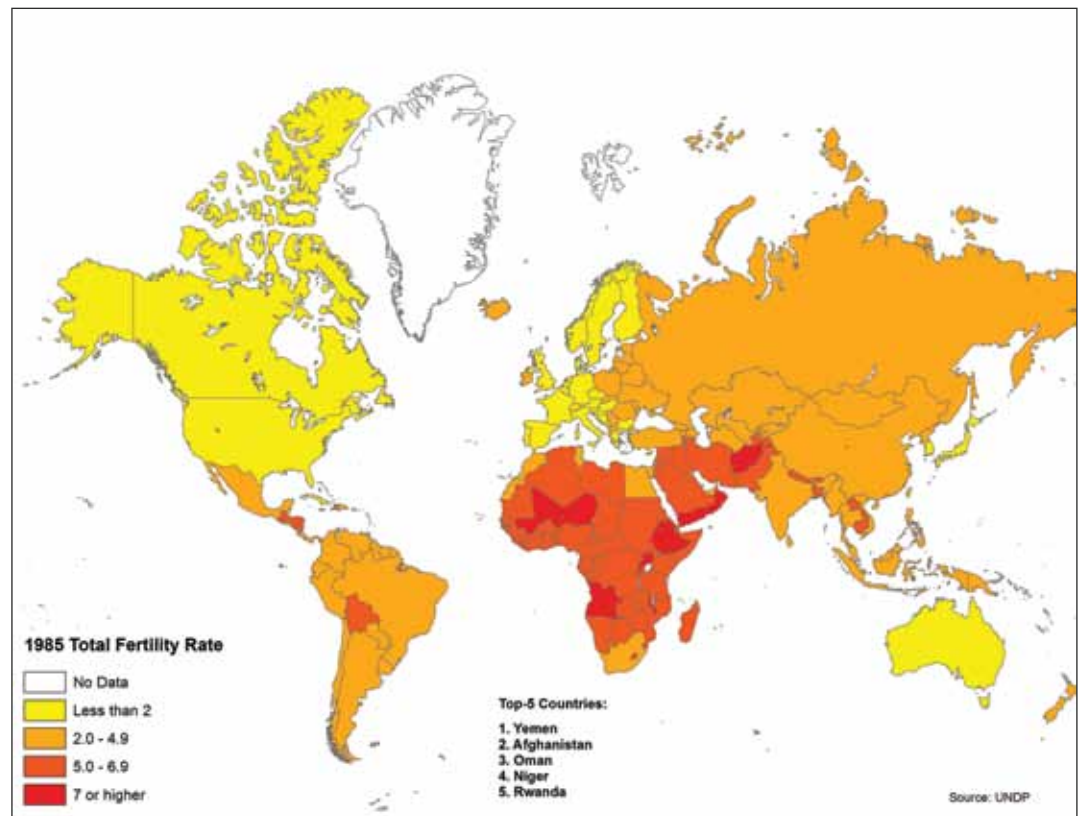 1985 Total Fertility Rate
No Data
Less than 2
2.0 - 4.9
5.0 - 6.9
7 or higher
Top-5 Countries:
1. Yemen
2. Afghanistan
3. Oman
4. Niger
5. Rwanda
Source: UNDP